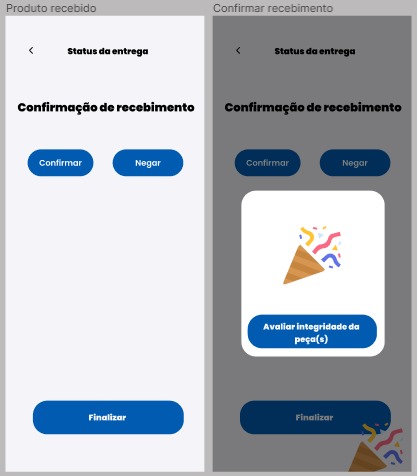 Produto recebido
Status da entrega
Confirmação de recebimento
Confirmar
Negar
Finalizar
Confirmar recebimento
Status da entrega
Confirmação de recebimento
Confirmar
Negar
Avaliar integridade da
peça(s)
Finalizar